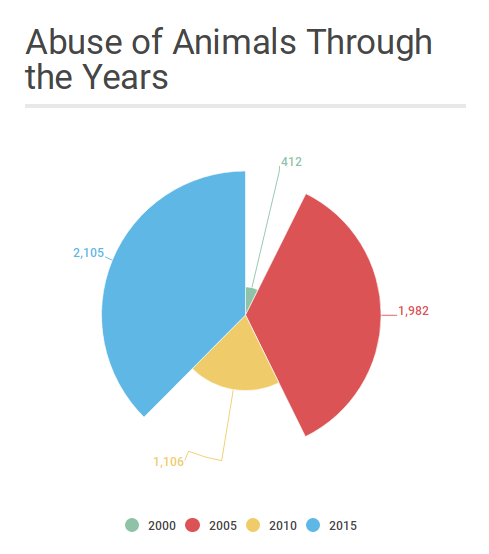 Abuse of Animals Through
the Years
412
2,105
1,982
1,106
2000 2005 2010 2015